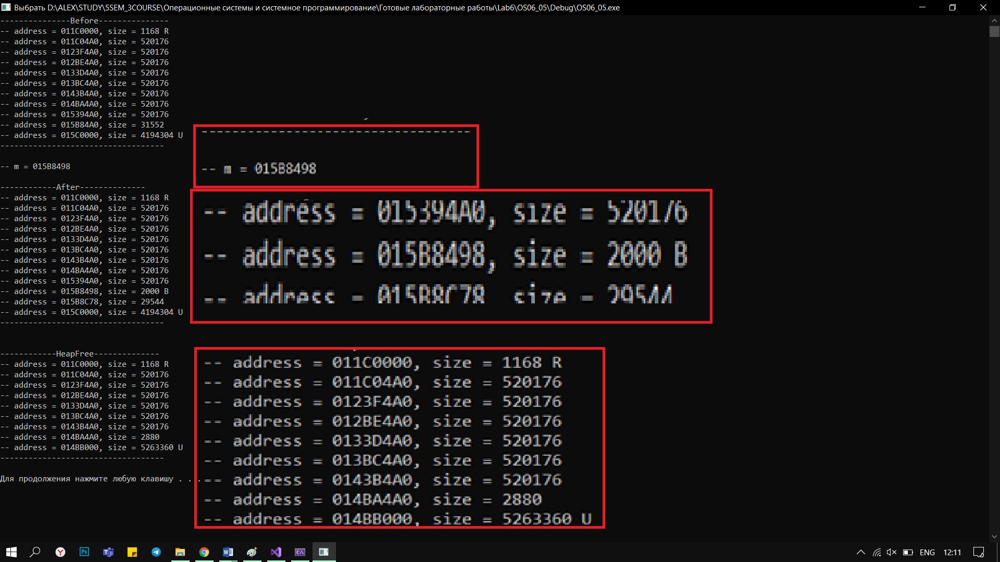 Выбрать D:\ALEX\STUDY\5SEM_3COURSE\Операционные системы и системное программирование\Готовые лабораторные работы\Lab6\OS06_05\Debug\OS06_05.exe
---------------Before---------------
-- address = 011C0000, size = 1168 R
-- address = 011C04A0, size = 520176
-- address = 0123F4A0, size = 520176
-- address = 012BE4A0, size = 520176
-- address = 0133D4A0, size = 520176
-- address = 013BC4A0, size = 520176
-- address = 0143B4A0, size = 520176
-- address = 014BA4A0, size = 520176
-- address = 015394A0, size = 520176
-- address = 015B84A0, size = 31552
-- address = 015C0000, size = 4194304 U
-----------------------------------
-- m = 015B8498
------------After--------------
-- address = 011C0000, size = 1168 R
-- address = 011C04A0, size = 520176
-- address = 0123F4A0, size = 520176
-- address = 012BE4A0, size = 520176
-- address = 0133D4A0, size = 520176
-- address = 013BC4A0, size = 520176
-- address = 0143B4A0, size = 520176
-- address = 014BA4A0, size = 520176
-- address = 015394A0, size = 520176
-- address = 015B8498, size = 2000 B
-- address = 015B8C78, size = 29544
-- address = 015C0000, size = 4194304 U
-----------------------------------
------------HeapFree--------------
-- address = 011C0000, size = 1168 R
-- address = 011C04A0, size = 520176
-- address = 0123F4A0, size = 520176
-- address = 012BE4A0, size = 520176
-- address = 0133D4A0, size = 520176
-- address = 013BC4A0, size = 520176
-- address = 0143B4A0, size = 520176
-- address = 014BA4A0, size = 2880
-- address = 014BB000, size = 5263360 U
-----------------------------------
Для продолжения нажмите любую клавишу . . .
-----------------------------------
-- m = 015B8498
-- address = 015394A0, size = 520176
-- address = 015B8498, size = 2000 B
-- address = 015B8C78, size = 29544
-- address = 011C0000, size = 1168 R
-- address = 011C04A0, size = 520176
-- address = 0123F4A0, size = 520176
-- address = 012BE4A0, size = 520176
-- address = 0133D4A0, size = 520176
-- address = 013BC4A0, size = 520176
-- address = 0143B4A0, size = 520176
-- address = 014BA4A0, size = 2880
-- address = 014BB000, size = 5263360 U
ENG
12:11